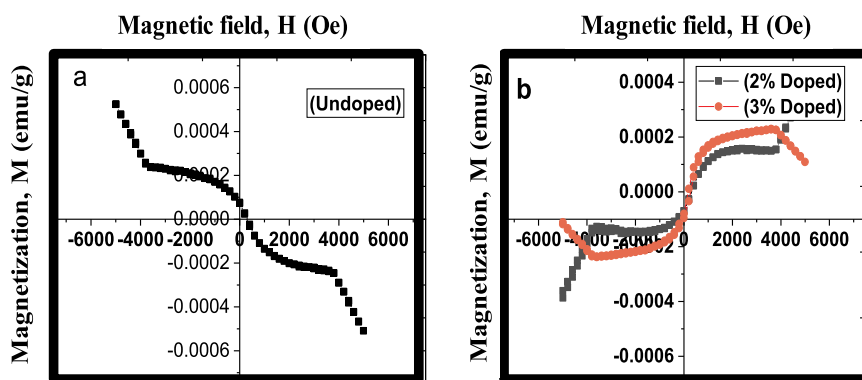 Magnetic field, H (Oe)
a
(Undoped)
Magnetization, M (emu/g)
0.0006
0.0004
0.0002
0.0000
-0.0002
-0.0004
-0.0006
-6000 -4000 -2000 0 2000 4000 6000
Magnetic field, H (Oe)
b
(2% Doped)
(3% Doped)
Magnetization, M (emu/g)
0.0004
0.0002
0.0000
-0.0002
-0.0004
-0.0006
-6000 -4000 -2000 0 2000 4000 6000